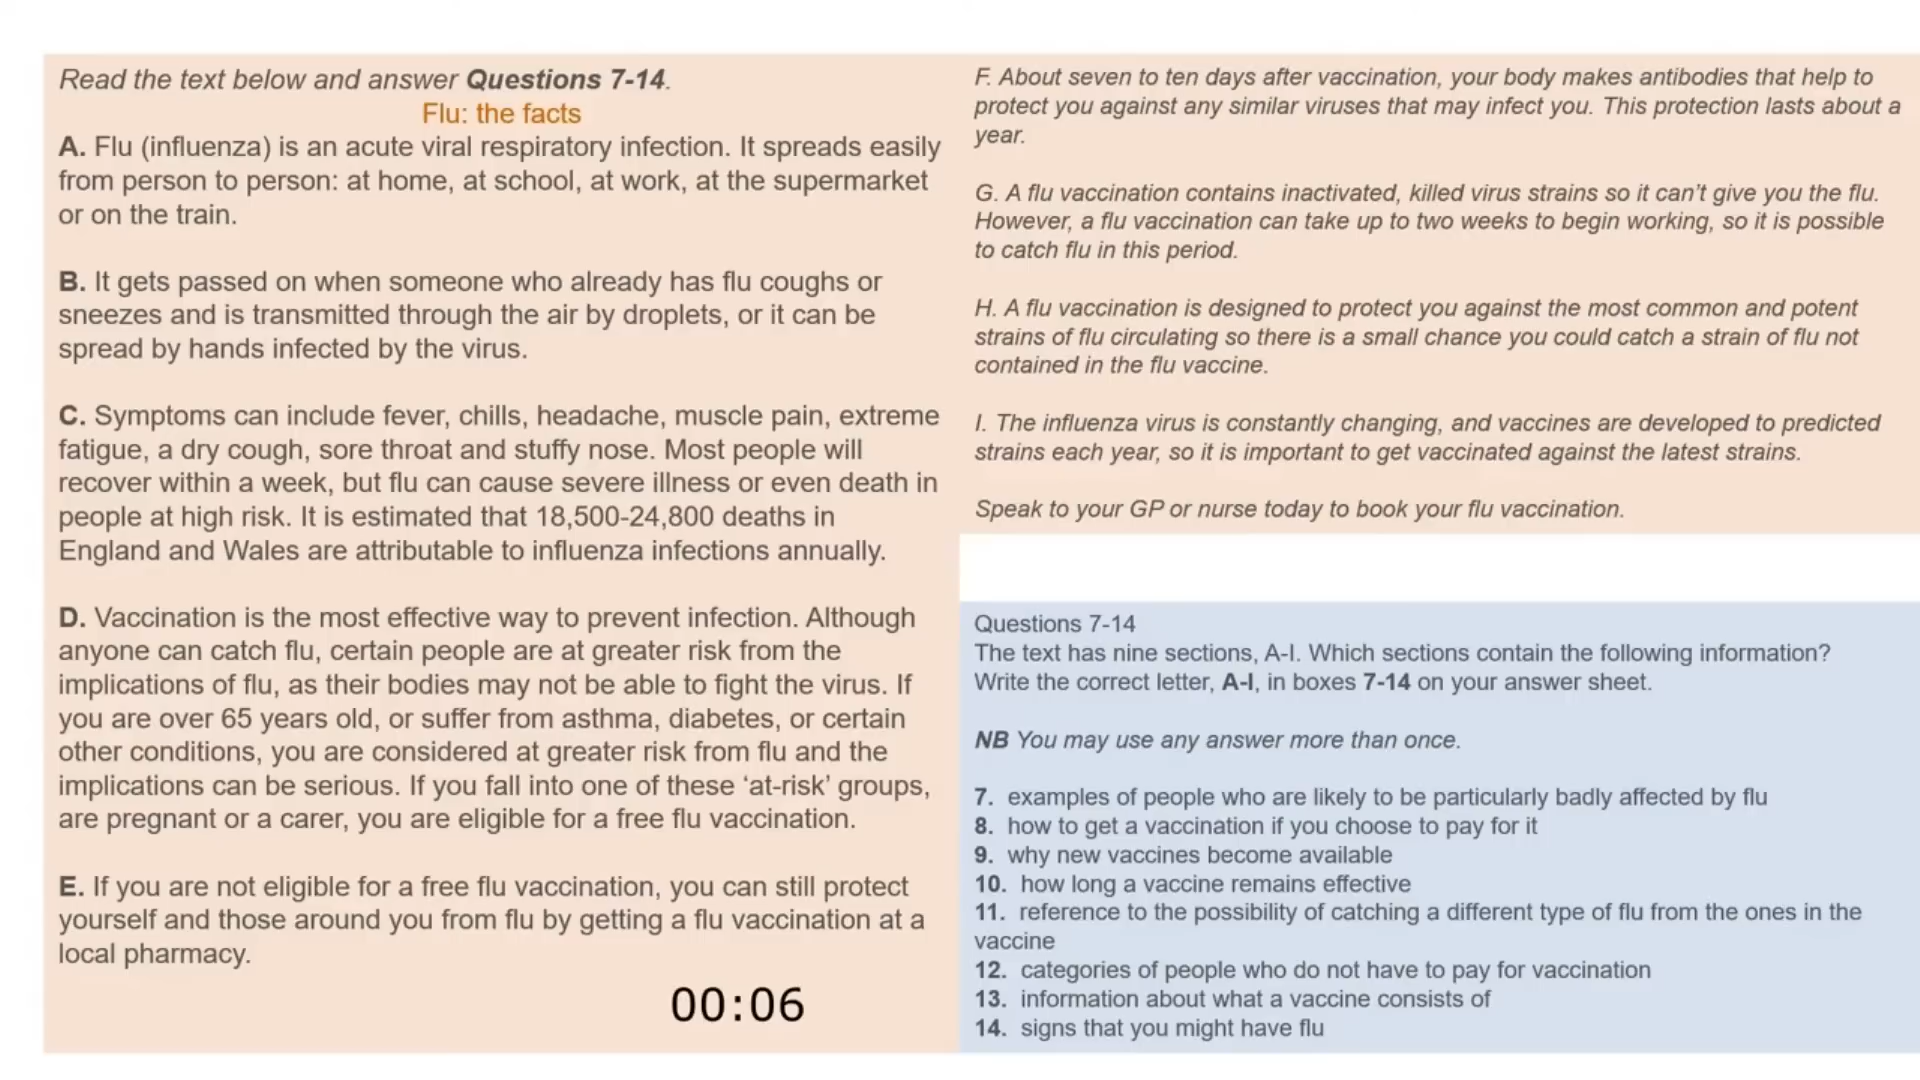 Read the text below and answer Questions 7-14.
Flu: the facts
A. Flu (influenza) is an acute viral respiratory infection. It spreads easily
from person to person: at home, at school, at work, at the supermarket
or on the train.
B. It gets passed on when someone who already has flu coughs or
sneezes and is transmitted through the air by droplets, or it can be
spread by hands infected by the virus.
C. Symptoms can include fever, chills, headache, muscle pain, extreme
fatigue, a dry cough, sore throat and stuffy nose. Most people will
recover within a week, but flu can cause severe illness or even death in
people at high risk. It is estimated that 18,500-24,800 deaths in
England and Wales are attributable to influenza infections annually.
D. Vaccination is the most effective way to prevent infection. Although
anyone can catch flu, certain people are at greater risk from the
implications of flu, as their bodies may not be able to fight the virus. If
you are over 65 years old, or suffer from asthma, diabetes, or certain
other conditions, you are considered at greater risk from flu and the
implications can be serious. If you fall into one of these ‘at-risk’ groups,
are pregnant or a carer, you are eligible for a free flu vaccination.
E. If you are not eligible for a free flu vaccination, you can still protect
yourself and those around you from flu by getting a flu vaccination at a
local pharmacy.
00:06
F. About seven to ten days after vaccination, your body makes antibodies that help to
protect you against any similar viruses that may infect you. This protection lasts about a
year.
G. A flu vaccination contains inactivated, killed virus strains so it can’t give you the flu.
However, a flu vaccination can take up to two weeks to begin working, so it is possible
to catch flu in this period.
H. A flu vaccination is designed to protect you against the most common and potent
strains of flu circulating so there is a small chance you could catch a strain of flu not
contained in the flu vaccine.
I. The influenza virus is constantly changing, and vaccines are developed to predicted
strains each year, so it is important to get vaccinated against the latest strains.
Speak to your GP or nurse today to book your flu vaccination.
Questions 7-14
The text has nine sections, A-I. Which sections contain the following information?
Write the correct letter, A-I, in boxes 7-14 on your answer sheet.
NB You may use any answer more than once.
7. examples of people who are likely to be particularly badly affected by flu
8. how to get a vaccination if you choose to pay for it
9. why new vaccines become available
10. how long a vaccine remains effective
11. reference to the possibility of catching a different type of flu from the ones in the
vaccine
12. categories of people who do not have to pay for vaccination
13. information about what a vaccine consists of
14. signs that you might have flu